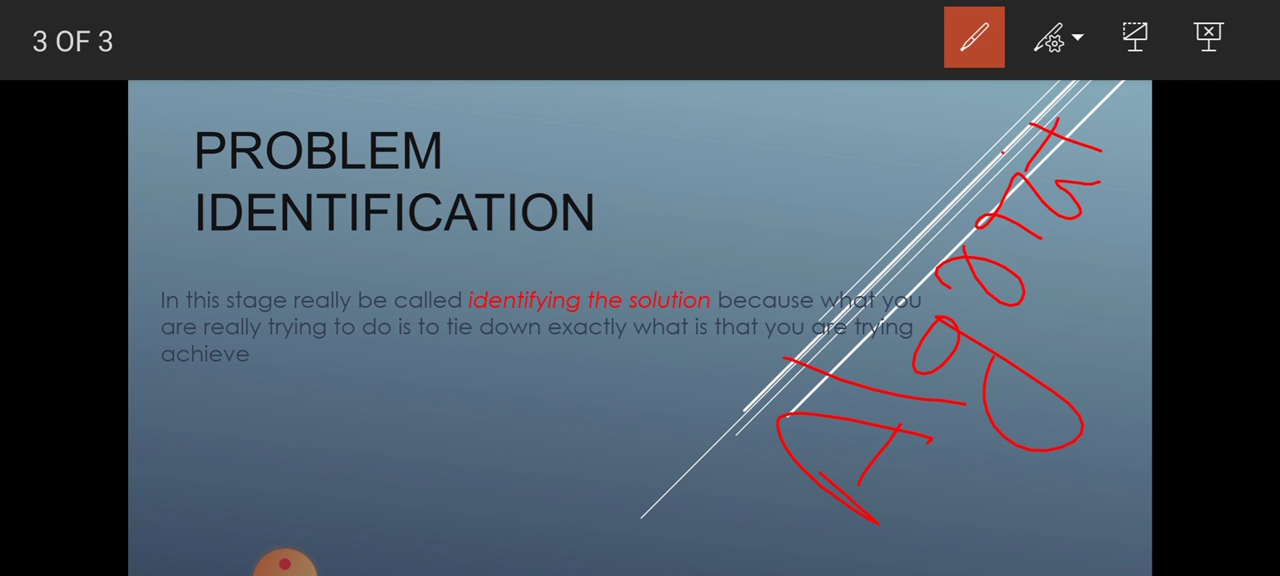 3 OF 3
PROBLEM
IDENTIFICATION
In this stage really be called identifying the solution because what you
are really trying to do is to tie down exactly what is that you are trying
achieve